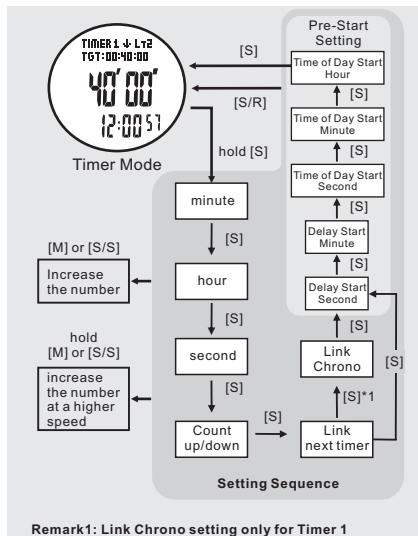 TIMER 1 ↓ LT2
TGT:00:40:00
40' 00"
12:00 57
Timer Mode
[S]
[S/R]
hold [S]
Pre-Start
Setting
Time of Day Start
Hour
[S]
Time of Day Start
Minute
[S]
Time of Day Start
Second
[S]
Delay Start
Minute
[S]
Delay Start
Second
[S]
[S]
Link
Chrono
[S]*1
Link
next timer
minute
[S]
hour
[S]
second
[S]
Count
up/down
[S]
[M] or [S/S]
Increase
the number
hold
[M] or [S/S]
increase
the number
at a higher
speed
Setting Sequence
Remark1: Link Chrono setting only for Timer 1